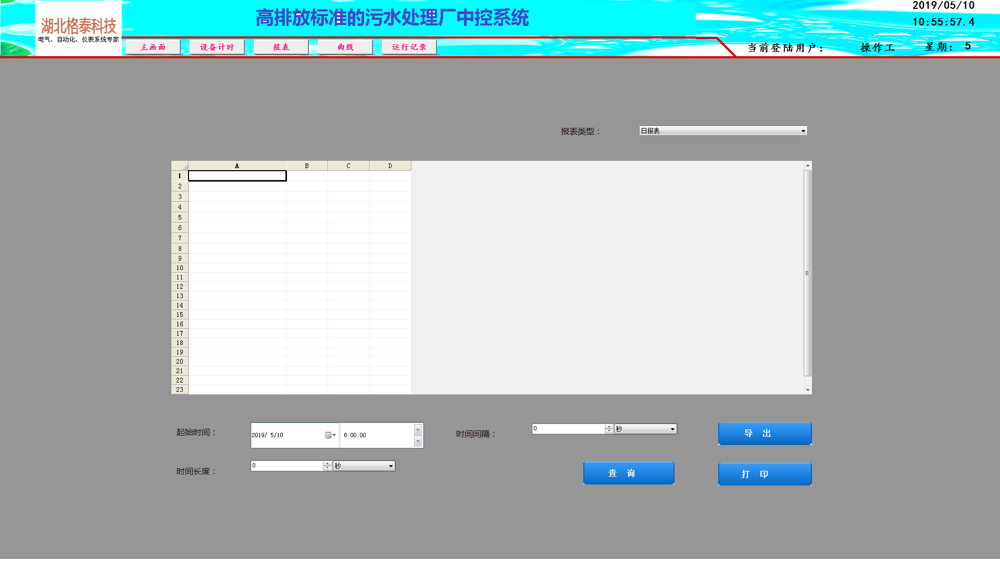 湖北格泰科技
电气、自动化、仪表系统专家
高排放标准的污水处理厂中控系统
2019/05/10
10:55:57.4
主画面 设备计时 报表 曲线 运行记录
当前登陆用户： 操作工 星期： 5
报表类型： 日报表
A B C D
1
2
3
4
5
6
7
8
9
10
11
12
13
14
15
16
17
18
19
20
21
22
23
起始时间： 2019/ 5/10 6:00:00 时间间隔： 0 秒 导 出
时间长度： 0 秒 查 询 打 印